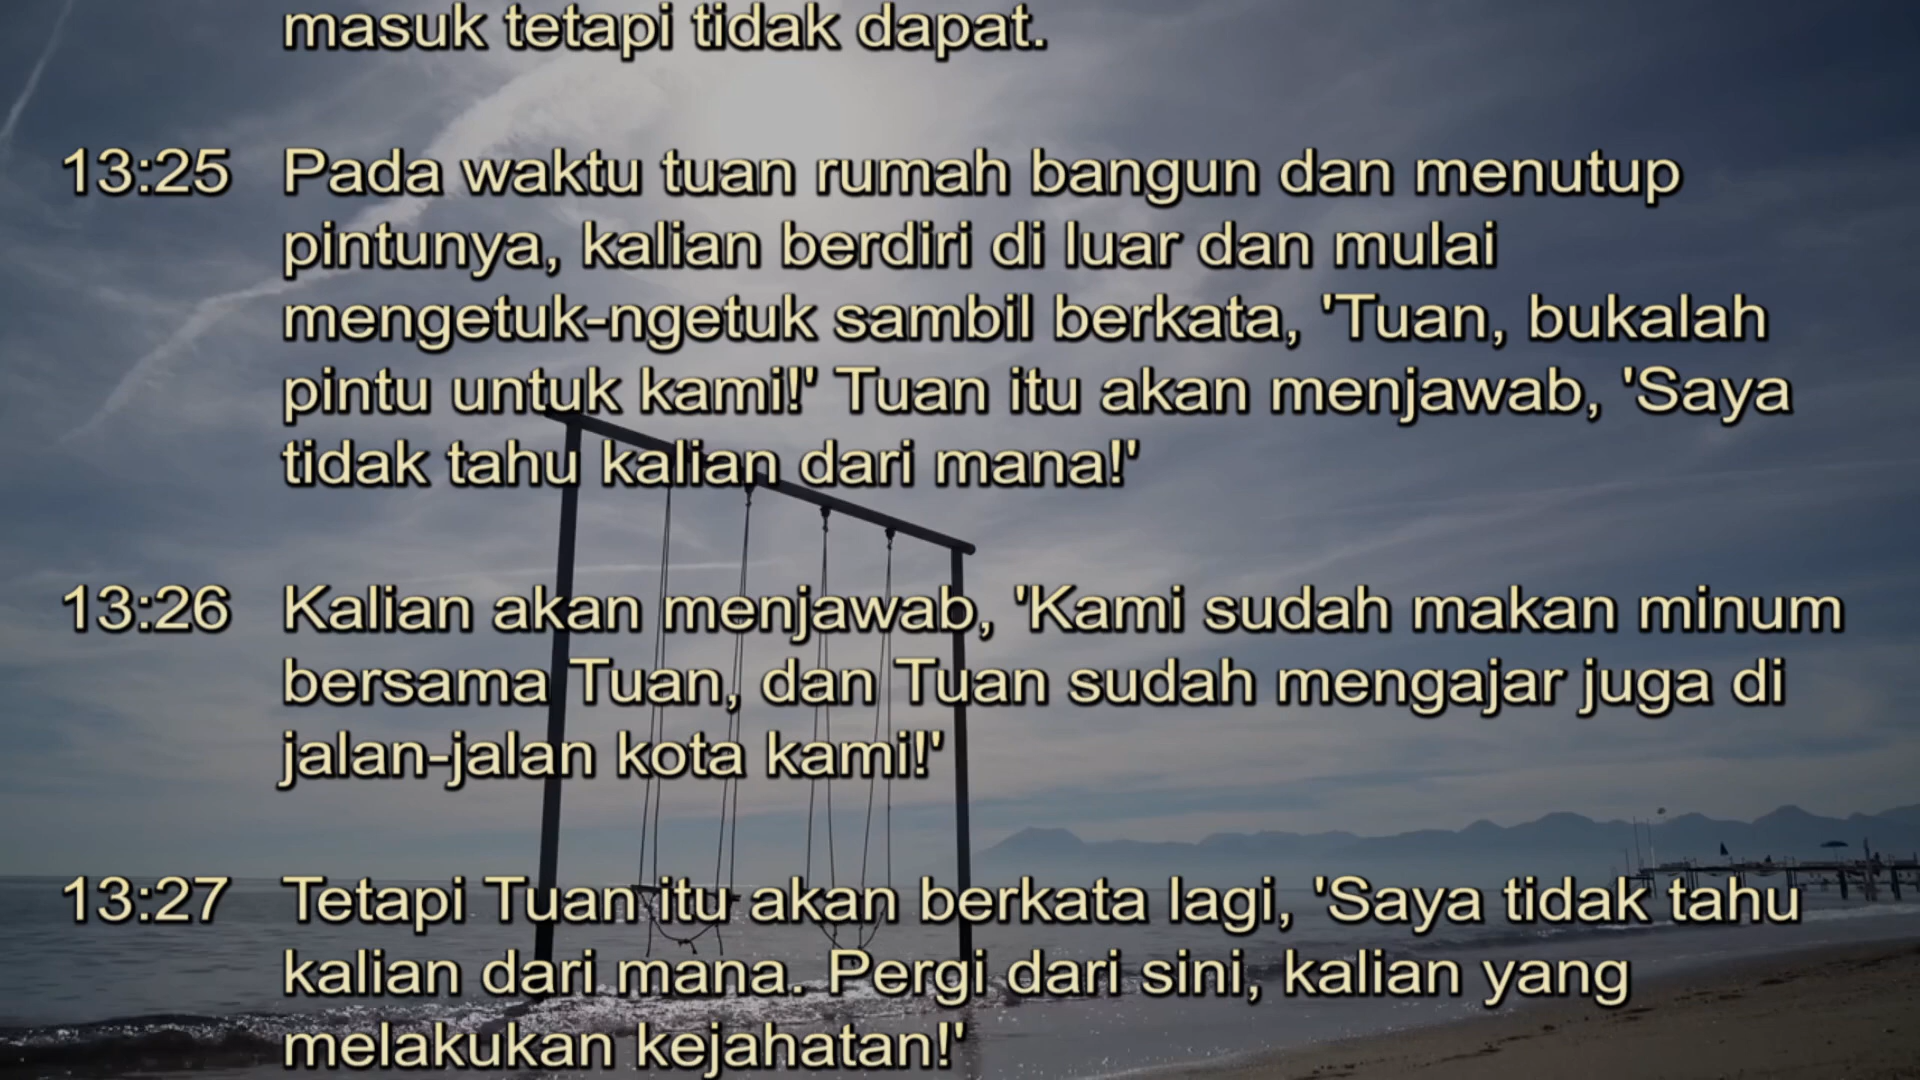 masuk tetapi tidak dapat.
13:25 Pada waktu tuan rumah bangun dan menutup
pintunya, kalian berdiri di luar dan mulai
mengetuk-ngetuk sambil berkata, 'Tuan, bukalah
pintu untuk kami!' Tuan itu akan menjawab, 'Saya
tidak tahu kalian dari mana!'
13:26 Kalian akan menjawab, 'Kami sudah makan minum
bersama Tuan, dan Tuan sudah mengajar juga di
jalan-jalan kota kami!'
13:27 Tetapi Tuan itu akan berkata lagi, 'Saya tidak tahu
kalian dari mana. Pergi dari sini, kalian yang
melakukan kejahatan!'